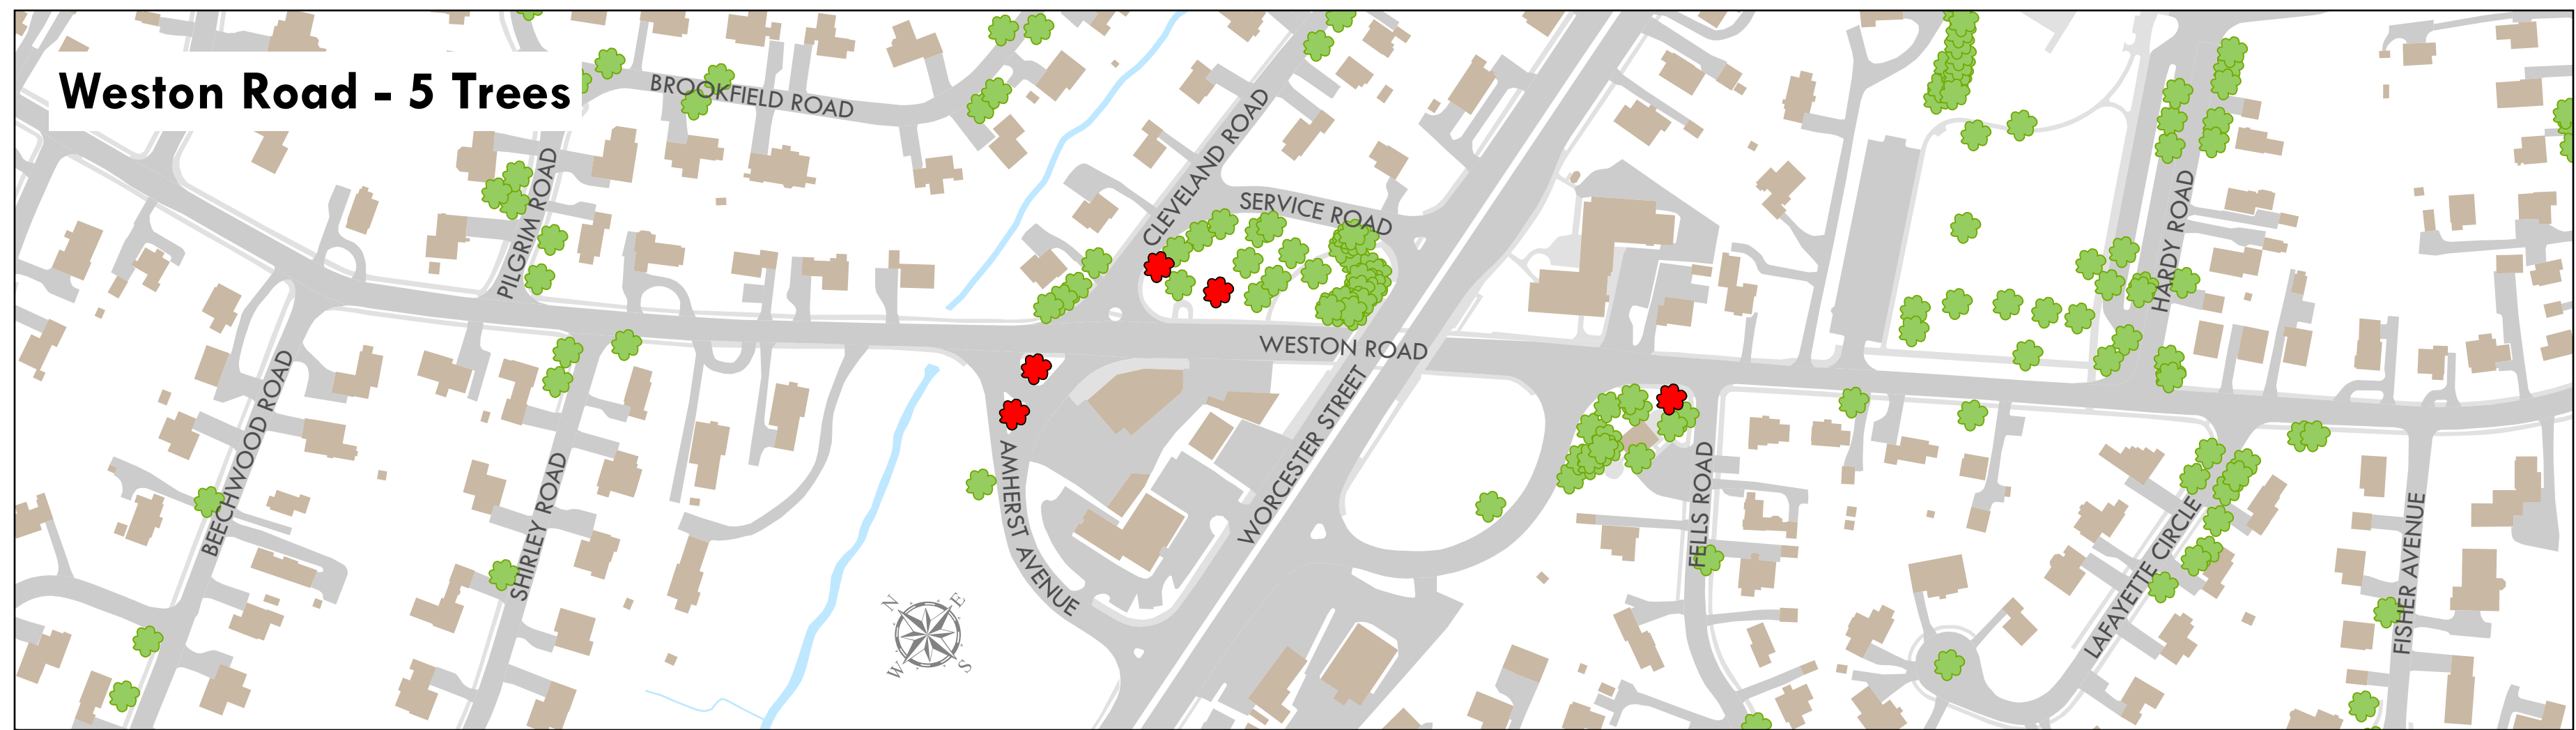 Weston Road - 5 Trees
BROOKFIELD ROAD
PILGRIM ROAD
CLEVELAND ROAD
SERVICE ROAD
HARDY ROAD
WESTON ROAD
BEECHWOOD ROAD
SHIRLEY ROAD
AMHERST AVENUE
WORCESTER STREET
FELLS ROAD
LAFAYETTE CIRCLE
FISHER AVENUE
N
E
W
S